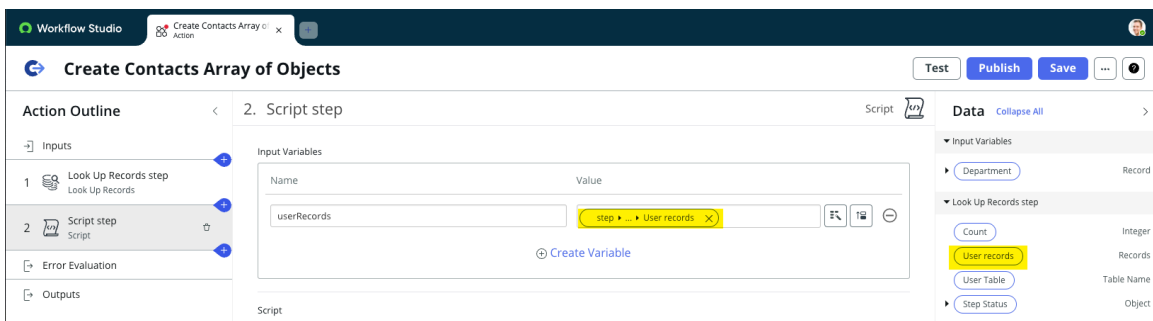 Workflow Studio
Create Contacts Array of
Action
Create Contacts Array of Objects
Test
Publish
Save
Action Outline
2. Script step
Script
Data Collapse All
Inputs
Input Variables
Input Variables
1 Look Up Records step
Look Up Records
Name Value
Department Record
Look Up Records step
2 Script step
Script
userRecords
step ▸ ... ▸ User records
Count Integer
Create Variable
User records Records
Error Evaluation
User Table Table Name
Outputs
Script
Step Status Object